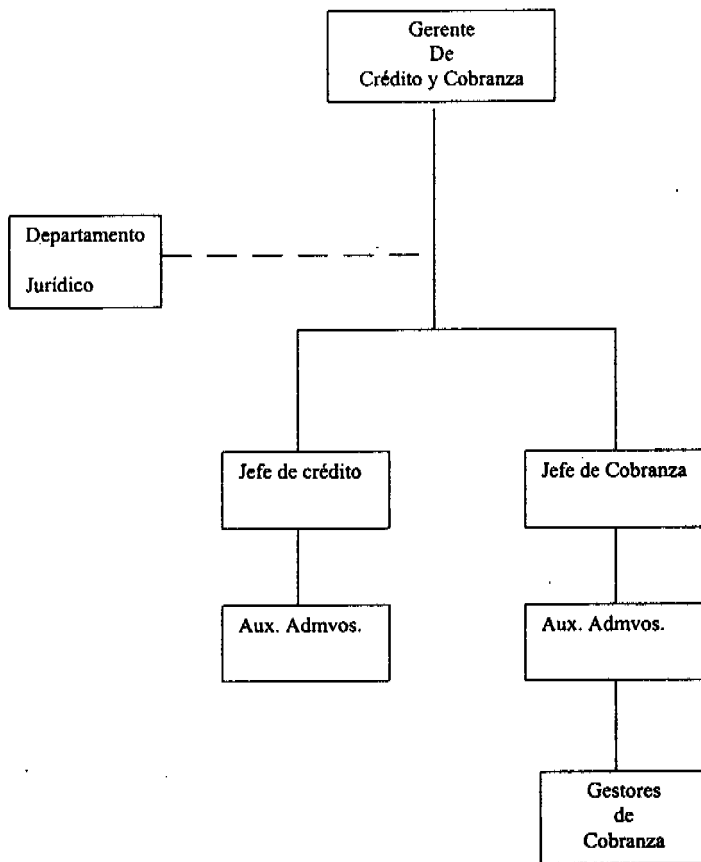 Gerente
De
Crédito y Cobranza
Departamento
Jurídico
Jefe de crédito
Jefe de Cobranza
Aux. Admvos.
Aux. Admvos.
Gestores
de
Cobranza